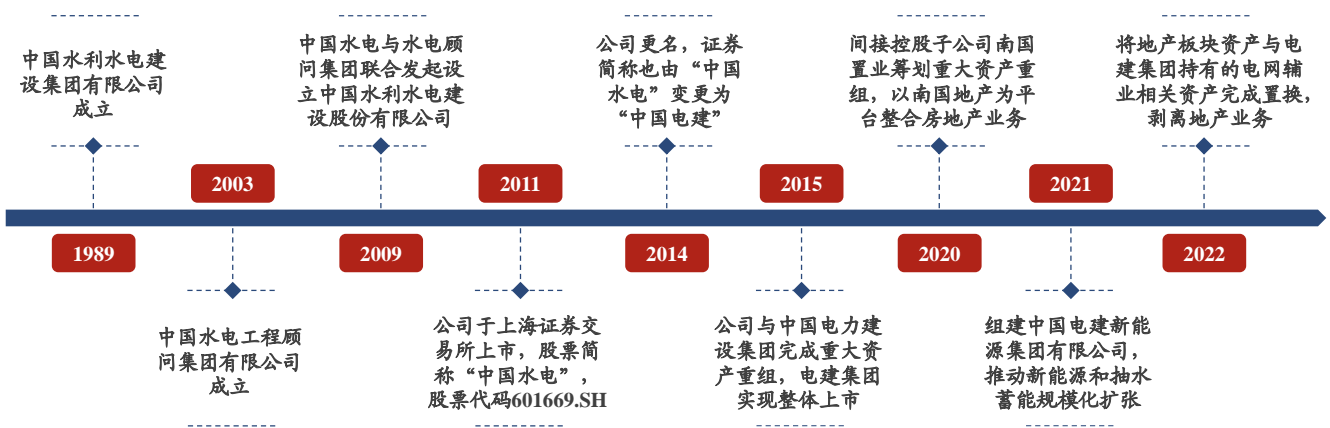 中国水利水电建
设集团有限公司
成立
中国水电与水电顾
问集团联合发起设
立中国水利水电建
设股份有限公司
公司更名，证券
简称也由“中国
水电”变更为
“中国电建”
间接控股子公司南国
置业筹划重大资产重
组，以南国地产为平
台整合房地产业务
将地产板块资产与电
建集团持有的电网辅
业相关资产完成置换，
剥离地产业务
2003
2011
2015
2021
1989
2009
2014
2020
2022
中国水电工程顾
问集团有限公司
成立
公司于上海证券交
易所上市，股票简
称“中国水电”，
股票代码601669.SH
公司与中国电力建
设集团完成重大资
产重组，电建集团
实现整体上市
组建中国电建新能
源集团有限公司，
推动新能源和抽水
蓄能规模化扩张